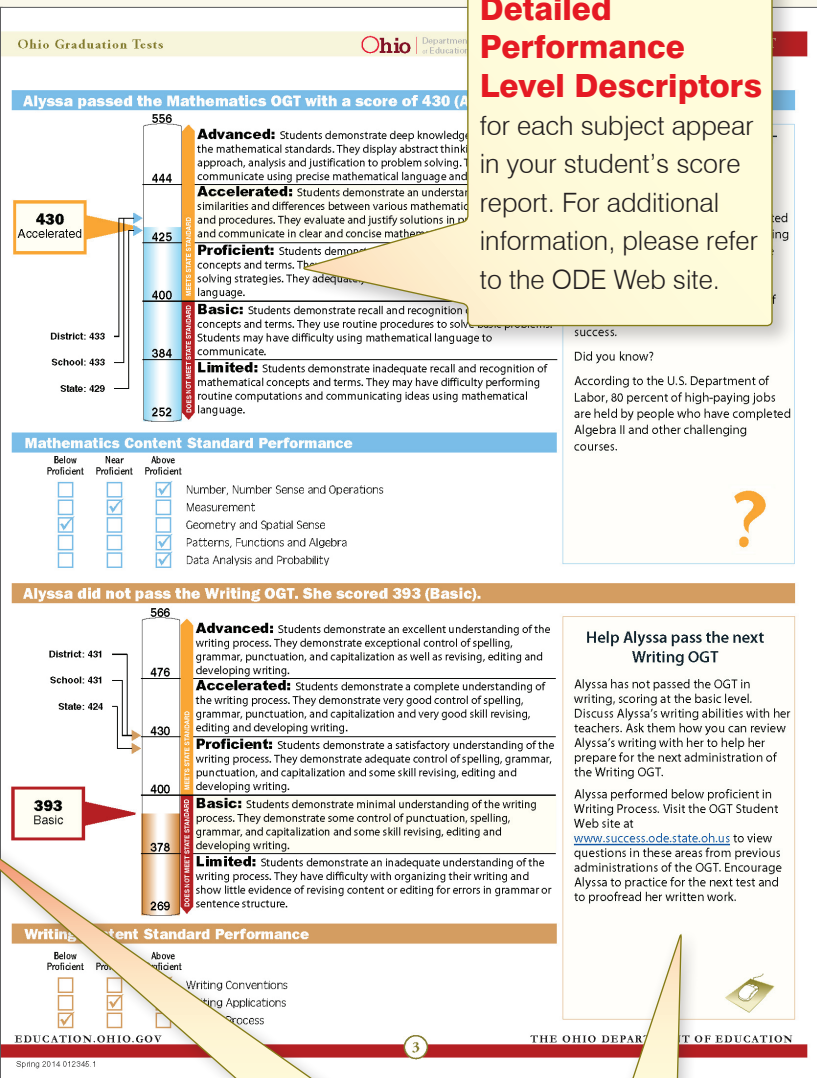 Detailed
Performance
Level Descriptors
for each subject appear
in your student’s score
report. For additional
information, please refer
to the ODE Web site.
Ohio Graduation Tests
Ohio
Department
of Education
Alyssa passed the Mathematics OGT with a score of 430
556
444
425
400
384
252
430
Accelerated
District: 433
School: 433
State: 429
MEETS STATE STANDARD
DOES NOT MEET STATE STANDARD
Advanced: Students demonstrate deep knowledge
the mathematical standards. They display abstract
approach, analysis and justification to problem solving.
communicate using precise mathematical language and
Accelerated: Students demonstrate an
similarities and differences between various
and procedures. They evaluate and justify solutions in
and communicate in clear and concise
Proficient: Students
concepts and terms.
solving strategies. They
language.
Basic: Students demonstrate recall and recognition
concepts and terms. They use routine procedures to solve basic problems.
Students may have difficulty using mathematical language to
communicate.
Limited: Students demonstrate inadequate recall and recognition of
mathematical concepts and terms. They may have difficulty performing
routine computations and communicating ideas using mathematical
language.
success.
Did you know?
According to the U.S. Department of
Labor, 80 percent of high-paying jobs
are held by people who have completed
Algebra II and other challenging
courses.
?
Mathematics Content Standard Performance
Below Proficient Near Proficient Above Proficient
Number, Number Sense and Operations
Measurement
Geometry and Spatial Sense
Patterns, Functions and Algebra
Data Analysis and Probability
Alyssa did not pass the Writing OGT. She scored 393 (Basic).
566
476
430
400
378
269
District: 431
School: 431
State: 424
393
Basic
MEETS STATE STANDARD
DOES NOT MEET STATE STANDARD
Advanced: Students demonstrate an excellent understanding of the
writing process. They demonstrate exceptional control of spelling,
grammar, punctuation, and capitalization as well as revising, editing and
developing writing.
Accelerated: Students demonstrate a complete understanding of
the writing process. They demonstrate very good control of spelling,
grammar, punctuation, and capitalization and very good skill revising,
editing and developing writing.
Proficient: Students demonstrate a satisfactory understanding of the
writing process. They demonstrate adequate control of spelling, grammar,
punctuation, and capitalization and some skill revising, editing and
developing writing.
Basic: Students demonstrate minimal understanding of the writing
process. They demonstrate some control of punctuation, spelling,
grammar, and capitalization and some skill revising, editing and
developing writing.
Limited: Students demonstrate an inadequate understanding of the
writing process. They have difficulty with organizing their writing and
show little evidence of revising content or editing for errors in grammar or
sentence structure.
Help Alyssa pass the next
Writing OGT
Alyssa has not passed the OGT in
writing, scoring at the basic level.
Discuss Alyssa’s writing abilities with her
teachers. Ask them how you can review
Alyssa’s writing with her to help her
prepare for the next administration of
the Writing OGT.
Alyssa performed below proficient in
Writing Process. Visit the OGT Student
Web site at
www.success.ode.state.oh.us to view
questions in these areas from previous
administrations of the OGT. Encourage
Alyssa to practice for the next test and
to proofread her written work.
Writing Standard Performance
Below Proficient
Writing Conventions
Applications
Process
EDUCATION.OHIO.GOV
3
THE OHIO OF EDUCATION
Spring 2014 012345.1